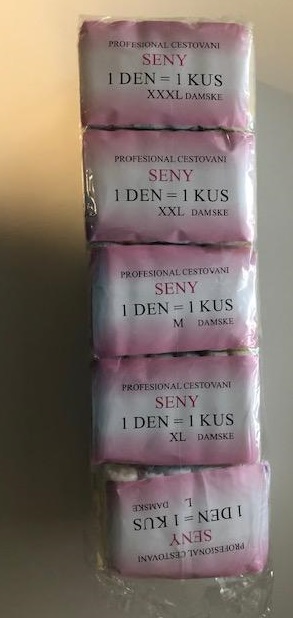 PROFESIONAL CESTOVANI
SENY
1 DEN = 1 KUS
XXXL DAMSKE
PROFESIONAL CESTOVANI
SENY
1 DEN = 1 KUS
XXL DAMSKE
PROFESIONAL CESTOVANI
SENY
1 DEN = 1 KUS
M DAMSKE
PROFESIONAL CESTOVANI
SENY
1 DEN = 1 KUS
XL DAMSKE
PROFESIONAL CESTOVANI
SENY
1 DEN = 1 KUS
L DAMSKE